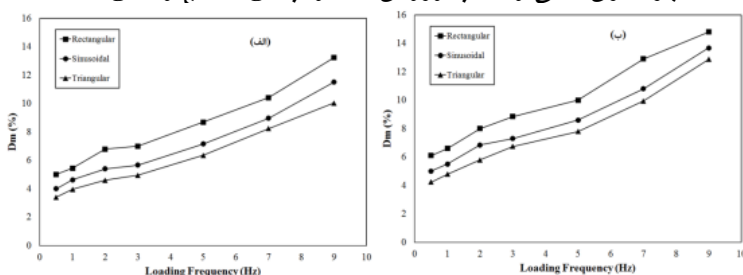 16
14
12
10
8
6
4
2
0
Dm (%)
Rectangular
Sinusoidal
Triangular
(الف)
0 1 2 3 4 5 6 7 8 9 10
Loading Frequency (Hz)
16
14
12
10
8
6
4
2
0
Dm (%)
Rectangular
Sinusoidal
Triangular
(ب)
0 1 2 3 4 5 6 7 8 9 10
Loading Frequency (Hz)